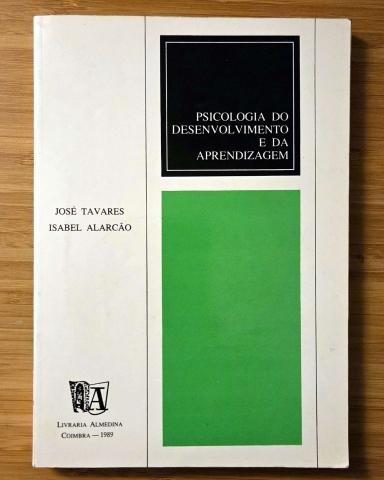 PSICOLOGIA DO
DESENVOLVIMENTO
E DA
APRENDIZAGEM
JOSÉ TAVARES
ISABEL ALARCÃO
A
LIVRARIA ALMEDINA
COIMBRA — 1989